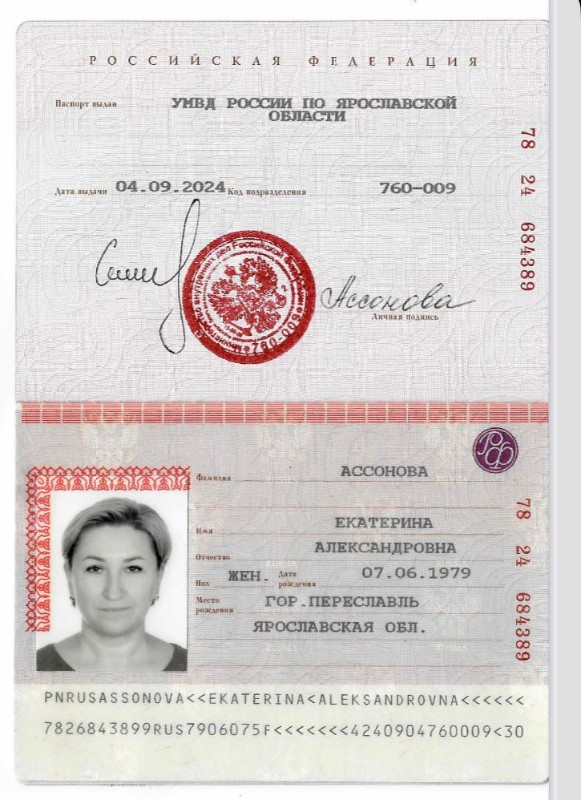 РОССИЙСКАЯ ФЕДЕРАЦИЯ
Паспорт выдан УМВД РОССИИ ПО ЯРОСЛАВСКОЙ
ОБЛАСТИ
Дата выдачи 04.09.2024 Код подразделения 760-009
78 24 684389
Ассонова
Личная подпись
760-009
РФ
Фамилия АССОНОВА
Имя ЕКАТЕРИНА
Отчество АЛЕКСАНДРОВНА
Пол ЖЕН. Дата рождения 07.06.1979
Место рождения ГОР.ПЕРЕСЛАВЛЬ
ЯРОСЛАВСКАЯ ОБЛ.
78 24 684389
PNRUSASSONOVA<<EKATERINA<ALEKSANDROVNA<<<<<<
7826843899RUS7906075F<<<<<<<4240904760009<30